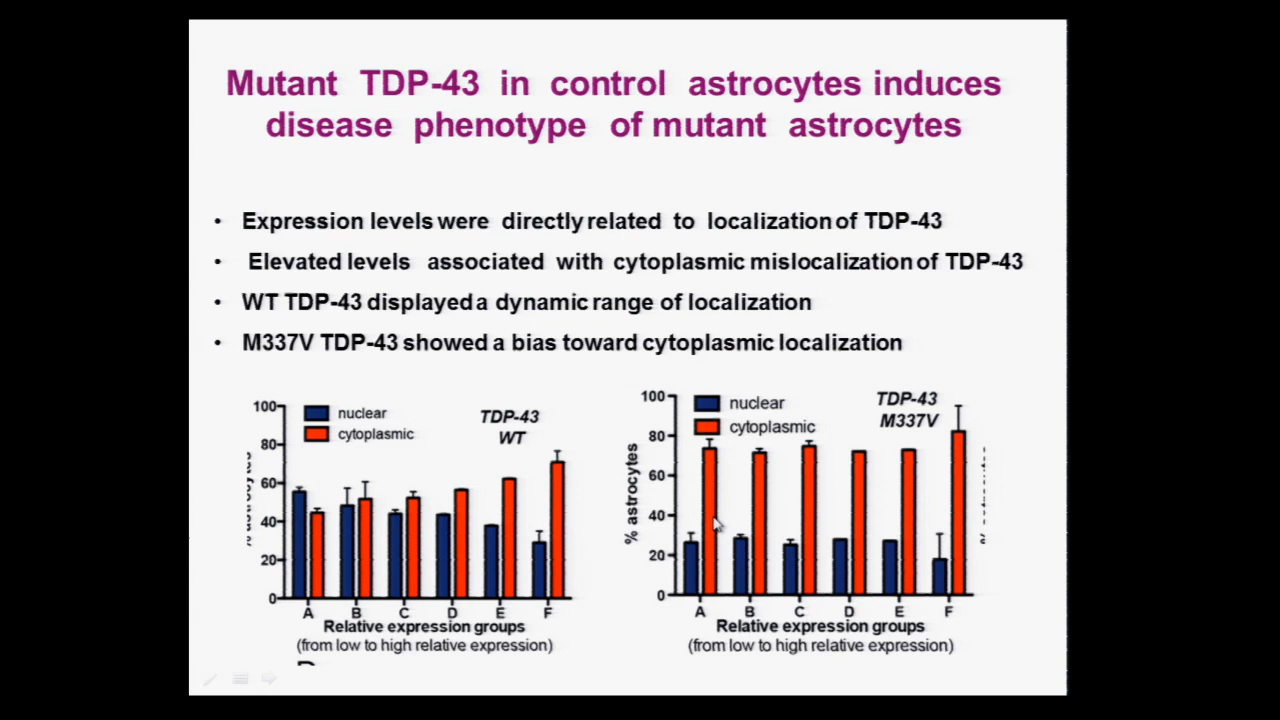 Mutant TDP-43 in control astrocytes induces
disease phenotype of mutant astrocytes
• Expression levels were directly related to localization of TDP-43
• Elevated levels associated with cytoplasmic mislocalization of TDP-43
• WT TDP-43 displayed a dynamic range of localization
• M337V TDP-43 showed a bias toward cytoplasmic localization
100
80
60
40
20
0
nuclear
cytoplasmic
TDP-43
WT
A B C D E F
Relative expression groups
(from low to high relative expression)
% astrocytes
100
80
60
40
20
0
nuclear
cytoplasmic
TDP-43
M337V
A B C D E F
Relative expression groups
(from low to high relative expression)